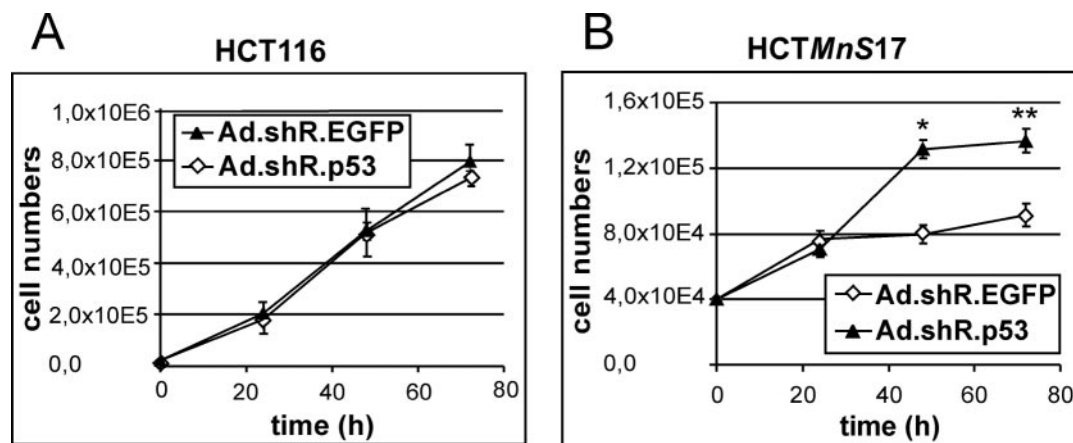 A
HCT116
cell numbers
1,0x10E6
8,0x10E5
6,0x10E5
4,0x10E5
2,0x10E5
0,0
Ad.shR.EGFP
Ad.shR.p53
0 20 40 60 80
time (h)
B
HCTMnS17
cell numbers
1,6x10E5
1,2x10E5
8,0x10E4
4,0x10E4
0,0
* **
Ad.shR.EGFP
Ad.shR.p53
0 20 40 60 80
time (h)